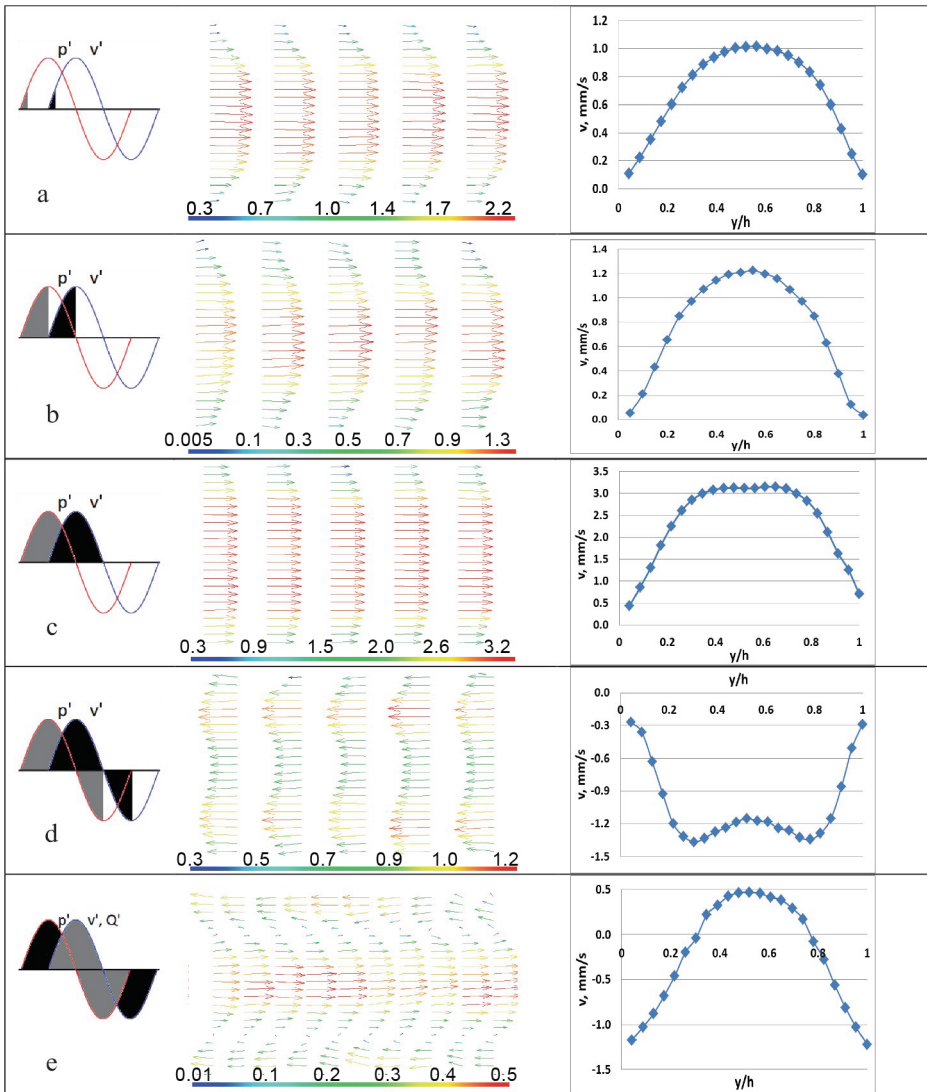 p' v'
a
0.3 0.7 1.0 1.4 1.7 2.2
v, mm/s
1.2
1.0
0.8
0.6
0.4
0.2
0.0
0 0.2 0.4 0.6 0.8 1
y/h
p' v'
b
0.005 0.1 0.3 0.5 0.7 0.9 1.3
v, mm/s
1.4
1.2
1.0
0.8
0.6
0.4
0.2
0.0
0 0.2 0.4 0.6 0.8 1
y/h
p' v'
c
0.3 0.9 1.5 2.0 2.6 3.2
v, mm/s
3.5
3.0
2.5
2.0
1.5
1.0
0.5
0.0
0 0.2 0.4 0.6 0.8 1
y/h
p' v'
d
0.3 0.5 0.7 0.9 1.0 1.2
y/h
0 0.2 0.4 0.6 0.8 1
v, mm/s
0.0
-0.3
-0.6
-0.9
-1.2
-1.5
p' v', Q'
e
0.01 0.1 0.2 0.3 0.4 0.5
v, mm/s
0.5
0.0
-0.5
-1.0
-1.5
0 0.2 0.4 0.6 0.8 1
y/h